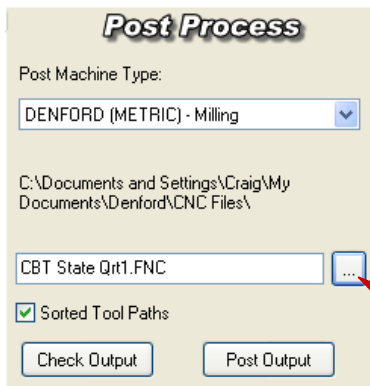 Post Process
Post Machine Type:
DENFORD (METRIC) - Milling
C:\Documents and Settings\Craig\My
Documents\Denford\CNC Files\
CBT State Qrt1.FNC
...
Sorted Tool Paths
Check Output
Post Output